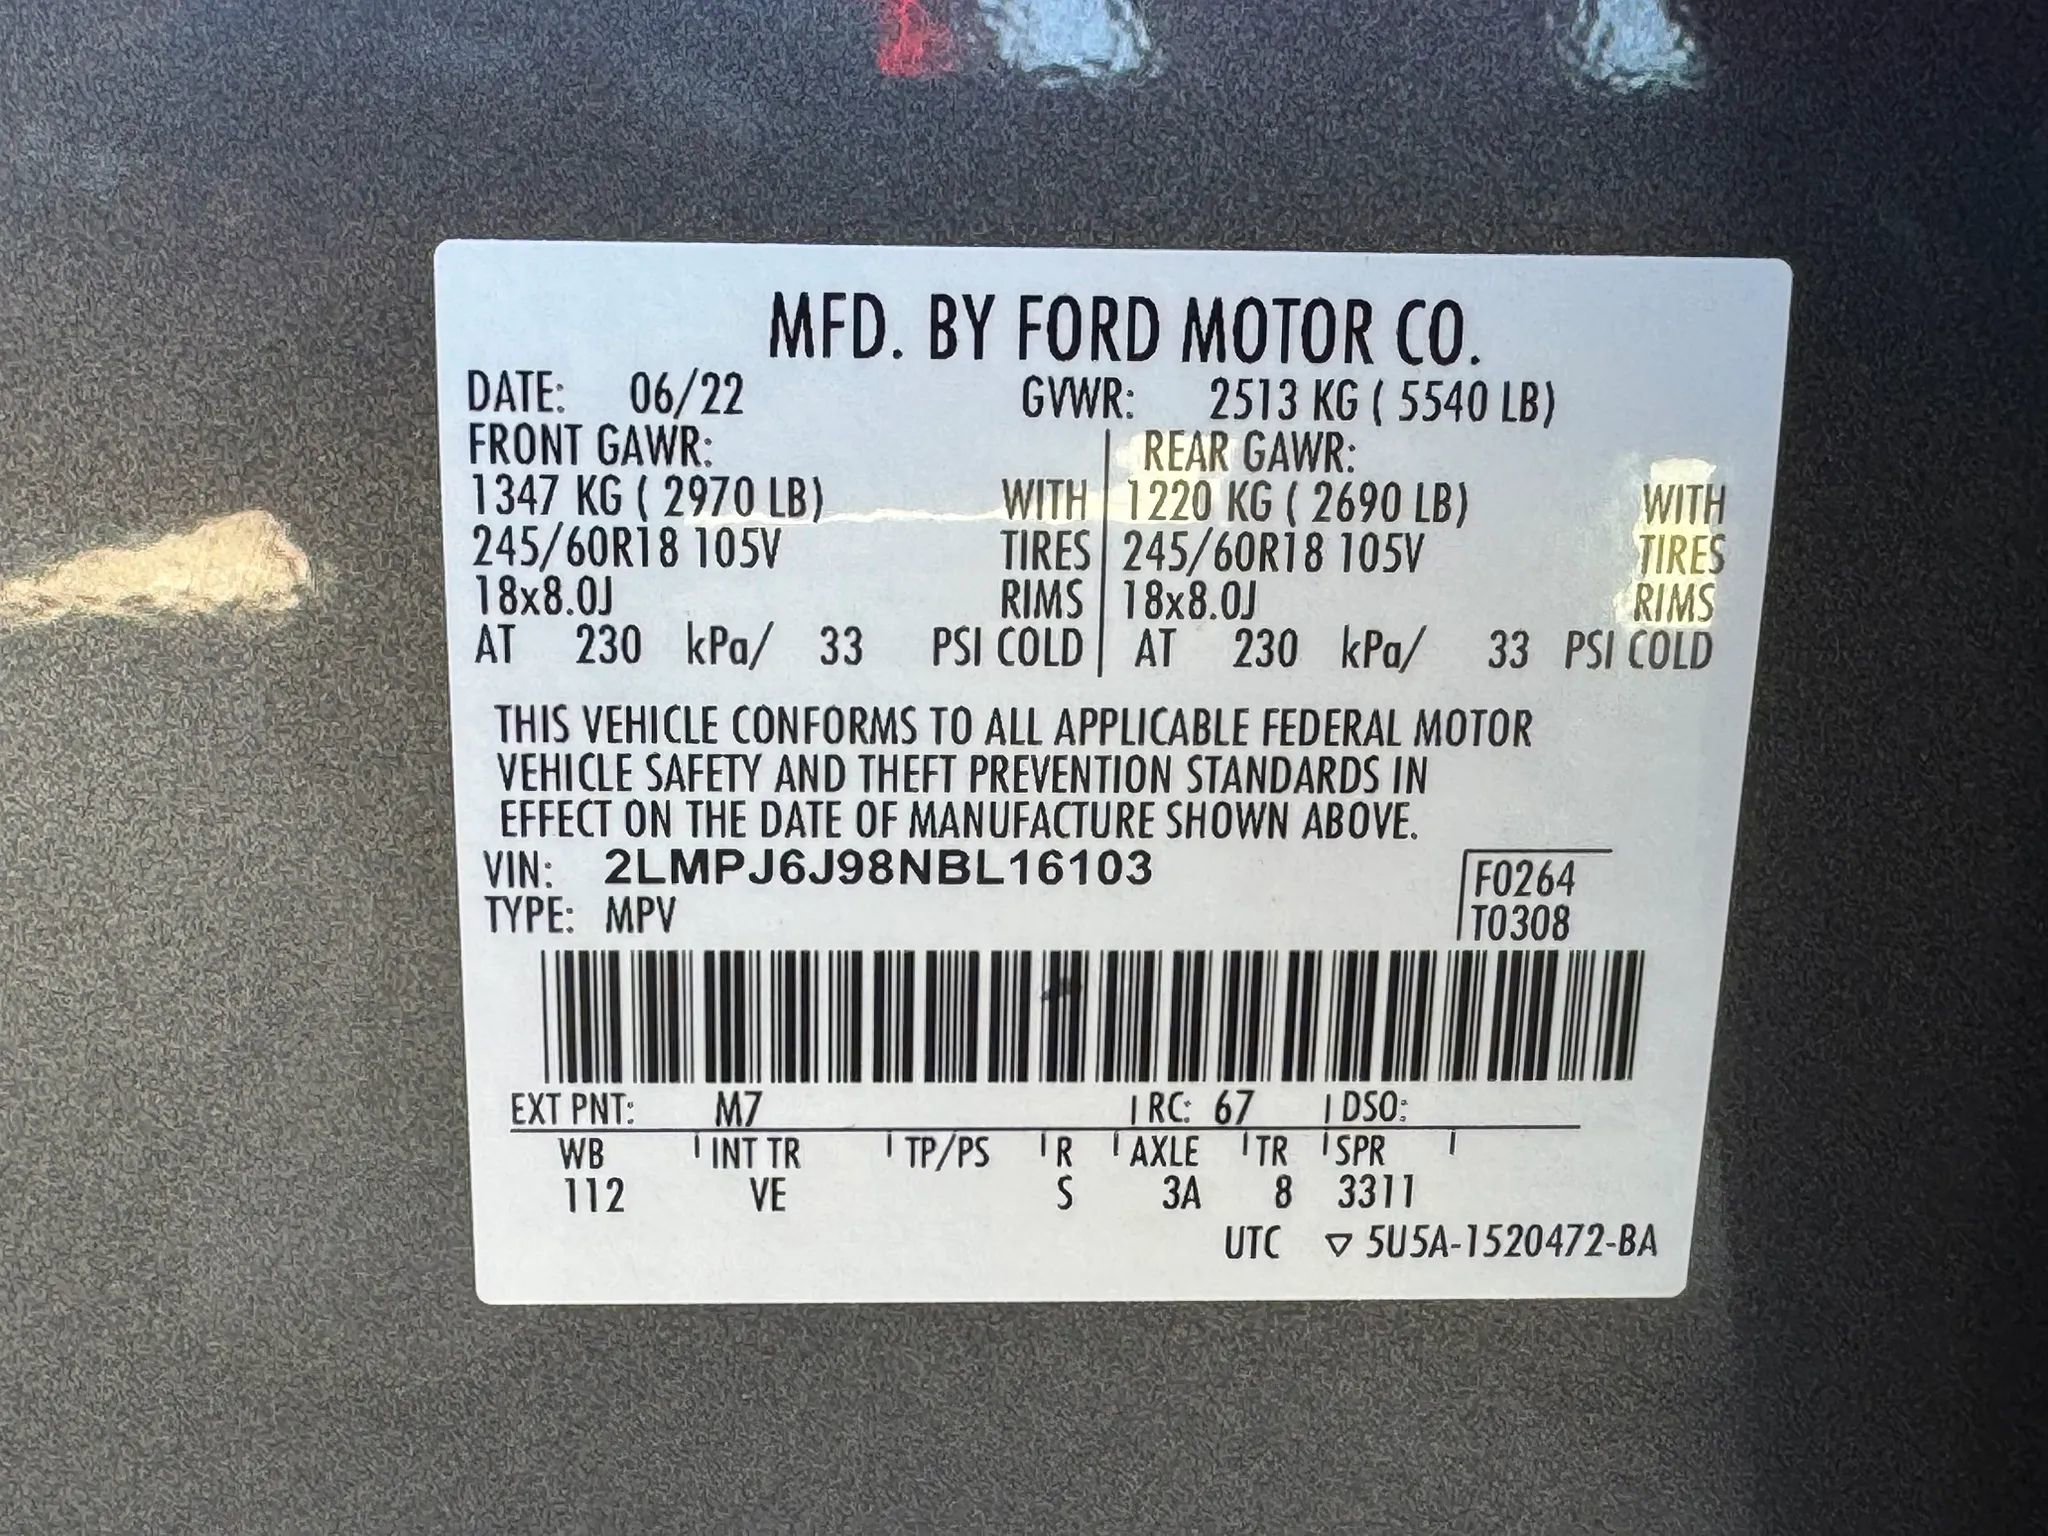 MFD. BY FORD MOTOR CO.
DATE: 06/22 GVWR: 2513 KG ( 5540 LB)
FRONT GAWR: REAR GAWR:
1347 KG ( 2970 LB) WITH 1220 KG ( 2690 LB) WITH
245/60R18 105V TIRES 245/60R18 105V TIRES
18x8.0J RIMS 18x8.0J RIMS
AT 230 kPa/ 33 PSI COLD AT 230 kPa/ 33 PSI COLD
THIS VEHICLE CONFORMS TO ALL APPLICABLE FEDERAL MOTOR
VEHICLE SAFETY AND THEFT PREVENTION STANDARDS IN
EFFECT ON THE DATE OF MANUFACTURE SHOWN ABOVE.
VIN: 2LMPJ6J98NBL16103 F0264
TYPE: MPV T0308
EXT PNT: M7 RC: 67 DSO:
WB INT TR TP/PS R AXLE TR SPR
112 VE S 3A 8 3311
UTC ▽ 5U5A-1520472-BA